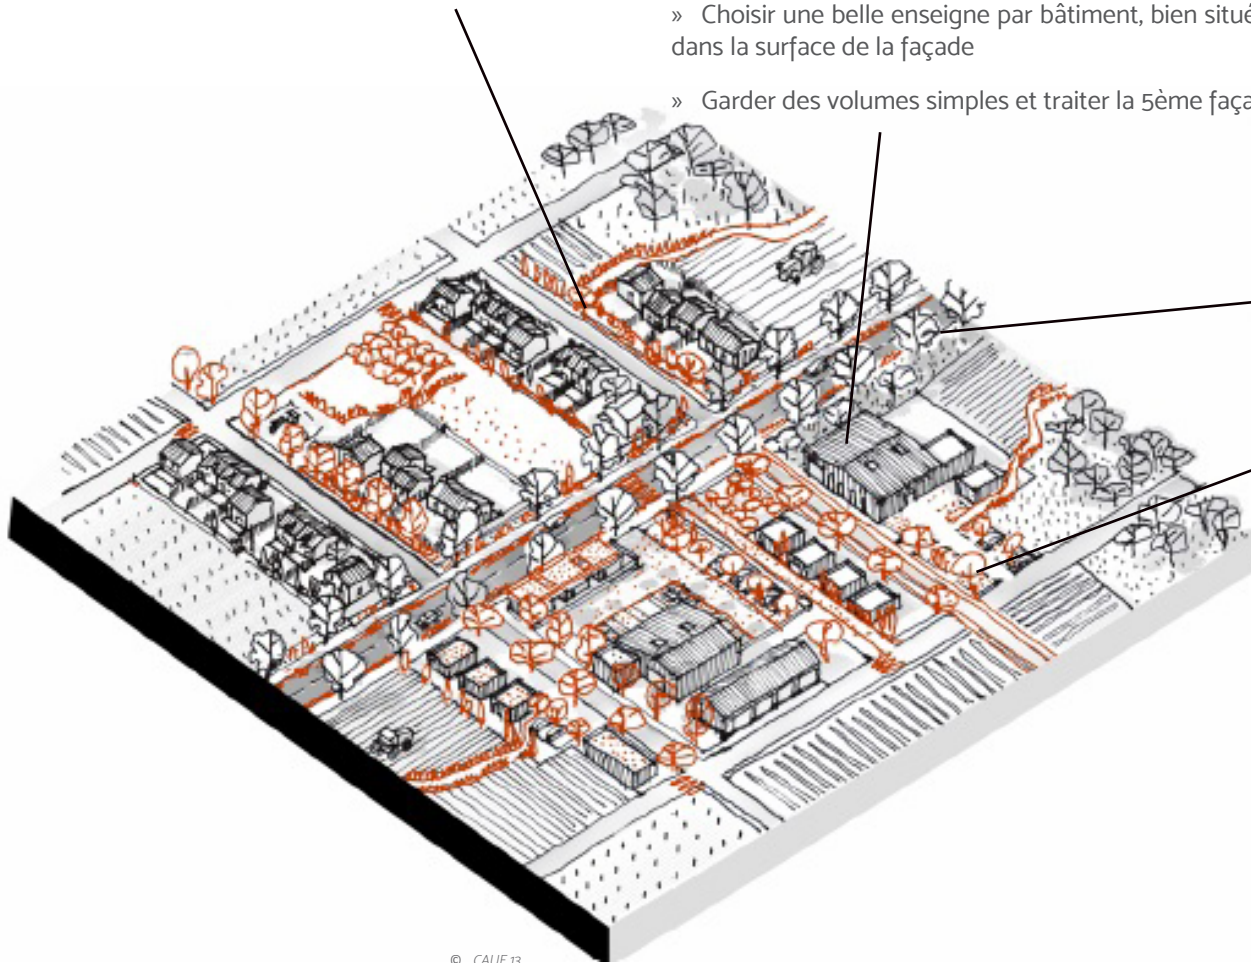 » Choisir une belle enseigne par bâtiment, bien situé
dans la surface de la façade
» Garder des volumes simples et traiter la 5ème faça
© CAUE 13